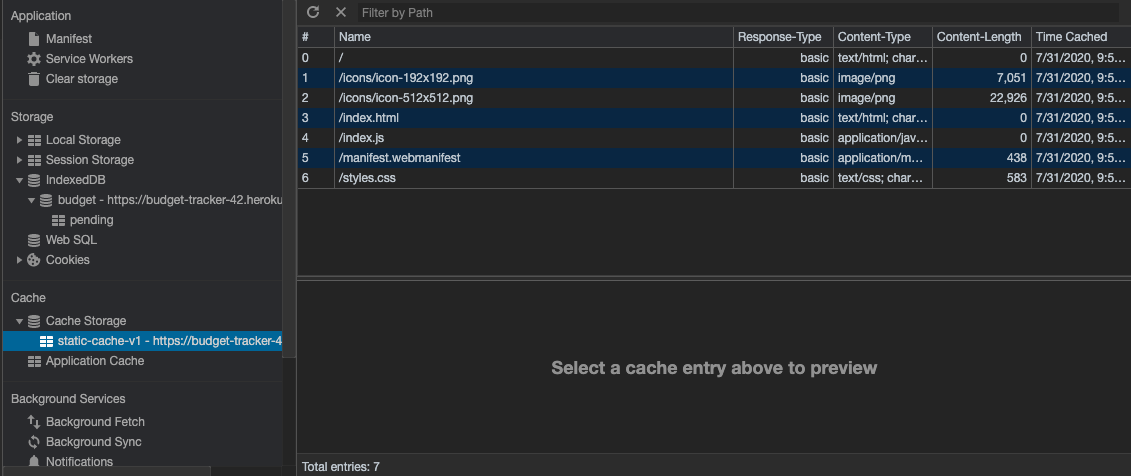 Application
Manifest
Service Workers
Clear storage
Storage
Local Storage
Session Storage
IndexedDB
budget - https://budget-tracker-42.heroku
pending
Web SQL
Cookies
Cache
Cache Storage
static-cache-v1 - https://budget-tracker-4
Application Cache
Background Services
Background Fetch
Background Sync
Notifications
Filter by Path
# Name Response-Type Content-Type Content-Length Time Cached
0 / basic text/html; char… 0 7/31/2020, 9:5…
1 /icons/icon-192x192.png basic image/png 7,051 7/31/2020, 9:5…
2 /icons/icon-512x512.png basic image/png 22,926 7/31/2020, 9:5…
3 /index.html basic text/html; char… 0 7/31/2020, 9:5…
4 /index.js basic application/jav… 0 7/31/2020, 9:5…
5 /manifest.webmanifest basic application/m… 438 7/31/2020, 9:5…
6 /styles.css basic text/css; char… 583 7/31/2020, 9:5…
Select a cache entry above to preview
Total entries: 7